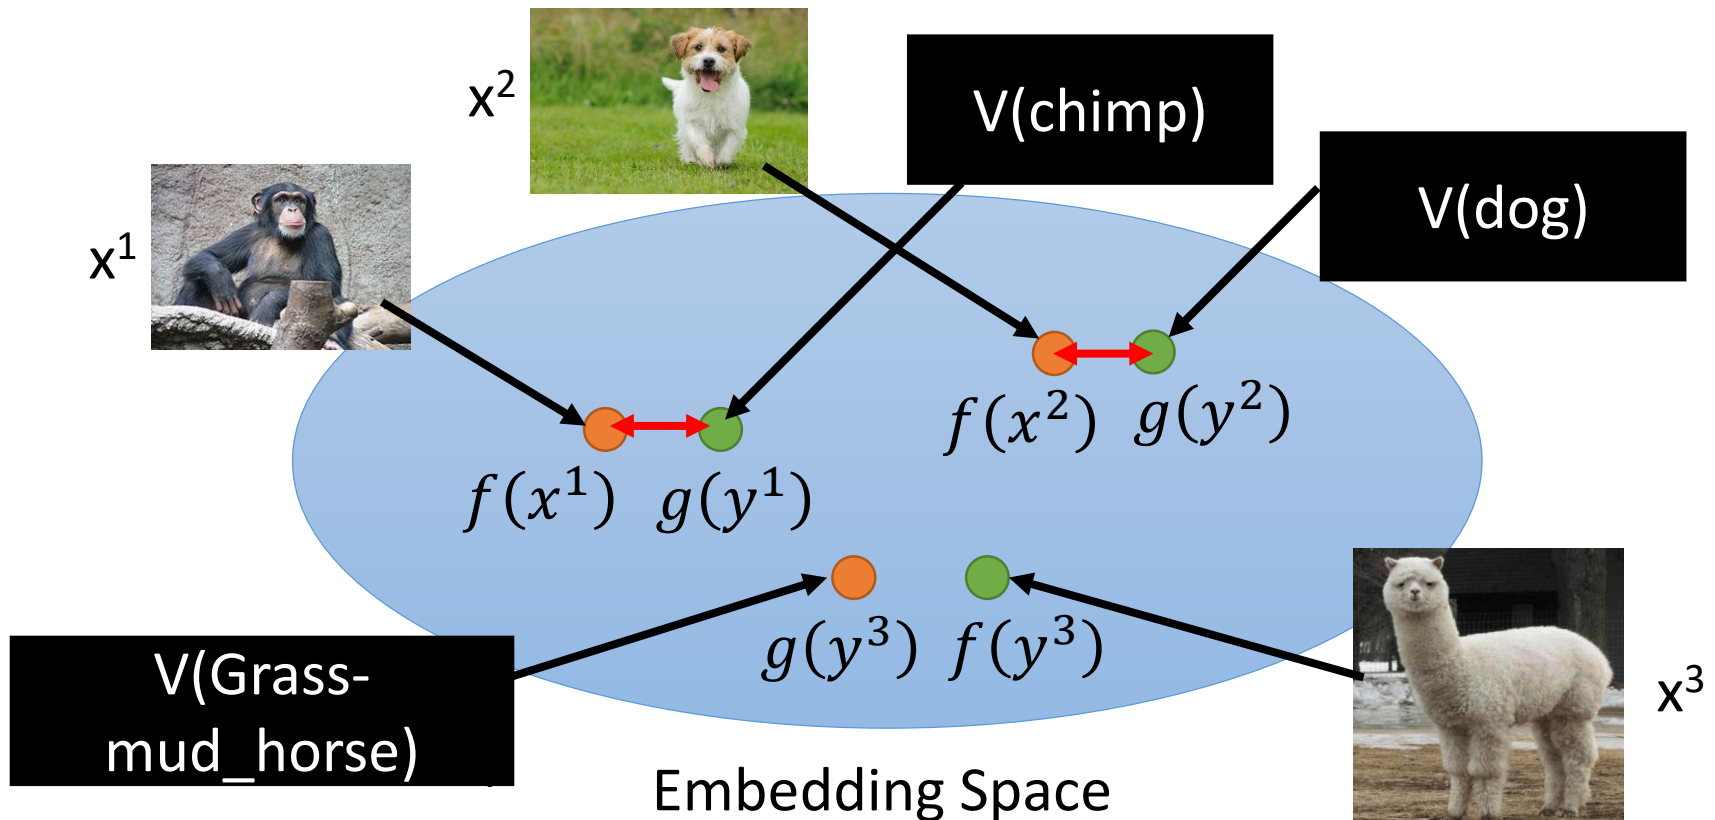 x²
V(chimp)
V(dog)
x¹
f(x²) g(y²)
f(x¹) g(y¹)
g(y³) f(y³)
V(Grass-
mud_horse)
x³
Embedding Space